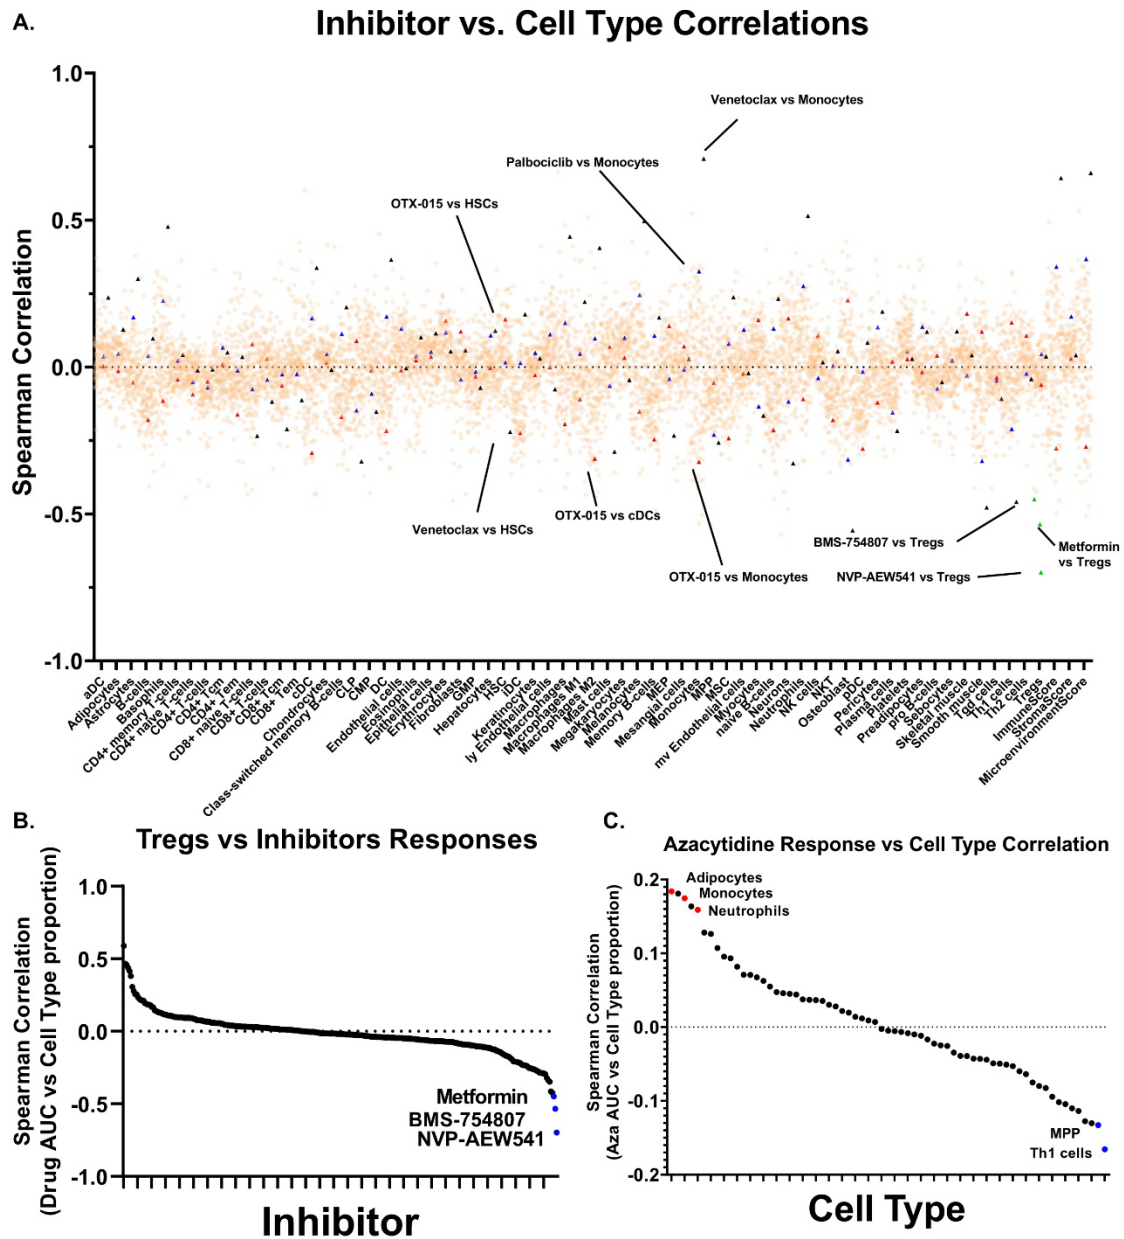 A.
Inhibitor vs. Cell Type Correlations
Spearman Correlation
1.0
0.5
0.0
-0.5
-1.0
Venetoclax vs Monocytes
Palbociclib vs Monocytes
OTX-015 vs HSCs
Venetoclax vs HSCs
OTX-015 vs cDCs
OTX-015 vs Monocytes
BMS-754807 vs Tregs
NVP-AEW541 vs Tregs
Metformin
vs Tregs
aDC
Adipocytes
Astrocytes
B-cells
Basophils
CD4+ memory T-cells
CD4+ naive T-cells
CD4+ T-cells
CD4+ Tcm
CD4+ Tem
CD8+ naive T-cells
CD8+ T-cells
CD8+ Tcm
CD8+ Tem
cDC
Chondrocytes
Class-switched memory B-cells
CLP
CMP
DC
Endothelial cells
Eosinophils
Epithelial cells
Erythrocytes
Fibroblasts
GMP
Hepatocytes
HSC
iDC
Keratinocytes
ly Endothelial cells
Macrophages
Macrophages M1
Macrophages M2
Mast cells
Megakaryocytes
Melanocytes
Memory B-cells
MEP
Mesangial cells
Monocytes
MPP
MSC
mv Endothelial cells
Myocytes
naive B-cells
Neurons
Neutrophils
NK cells
NKT
Osteoblast
pDC
Pericytes
Plasma cells
Platelets
Preadipocytes
pro B-cells
Sebocytes
Skeletal muscle
Smooth muscle
Tgd cells
Th1 cells
Th2 cells
Tregs
ImmuneScore
StromaScore
MicroenvironmentScore
B.
Tregs vs Inhibitors Responses
Spearman Correlation
(Drug AUC vs Cell Type proportion)
1.0
0.5
0.0
-0.5
-1.0
Metformin
BMS-754807
NVP-AEW541
Inhibitor
C.
Azacytidine Response vs Cell Type Correlation
Spearman Correlation
(Aza AUC vs Cell Type proportion)
0.2
0.1
0.0
-0.1
-0.2
Adipocytes
Monocytes
Neutrophils
MPP
Th1 cells
Cell Type